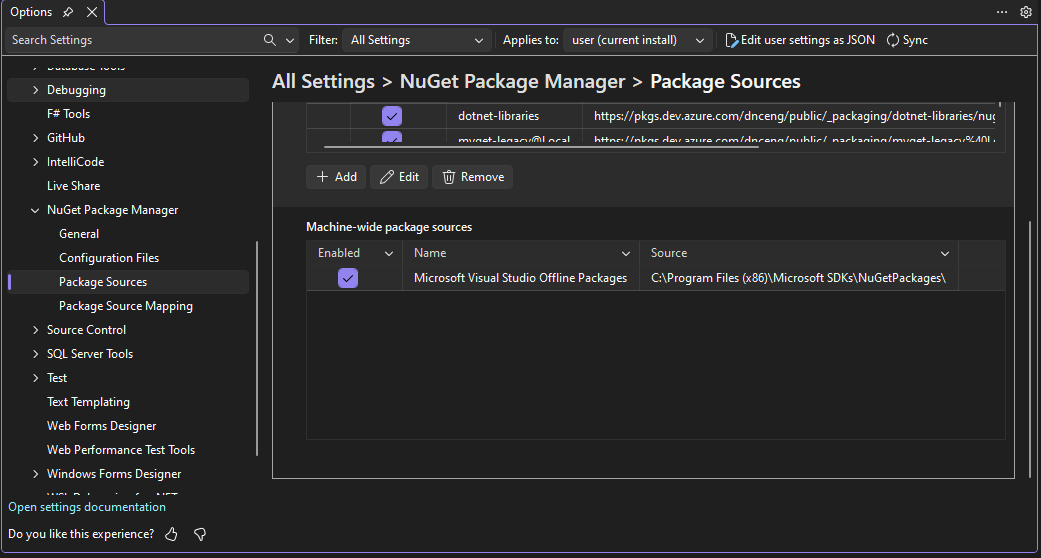 Options
Search Settings
Filter: All Settings
Applies to: user (current install)
Edit user settings as JSON
Sync
Database Tools
Debugging
F# Tools
GitHub
IntelliCode
Live Share
NuGet Package Manager
General
Configuration Files
Package Sources
Package Source Mapping
Source Control
SQL Server Tools
Test
Text Templating
Web Forms Designer
Web Performance Test Tools
Windows Forms Designer
Open settings documentation
Do you like this experience?
All Settings > NuGet Package Manager > Package Sources
dotnet-libraries https://pkgs.dev.azure.com/dnceng/public/_packaging/dotnet-libraries/nug
myget-legacy@Local https://pkgs.dev.azure.com/dnceng/public/_packaging/myget-legacy%40L
Add Edit Remove
Machine-wide package sources
Enabled Name Source
Microsoft Visual Studio Offline Packages C:\Program Files (x86)\Microsoft SDKs\NuGetPackages\